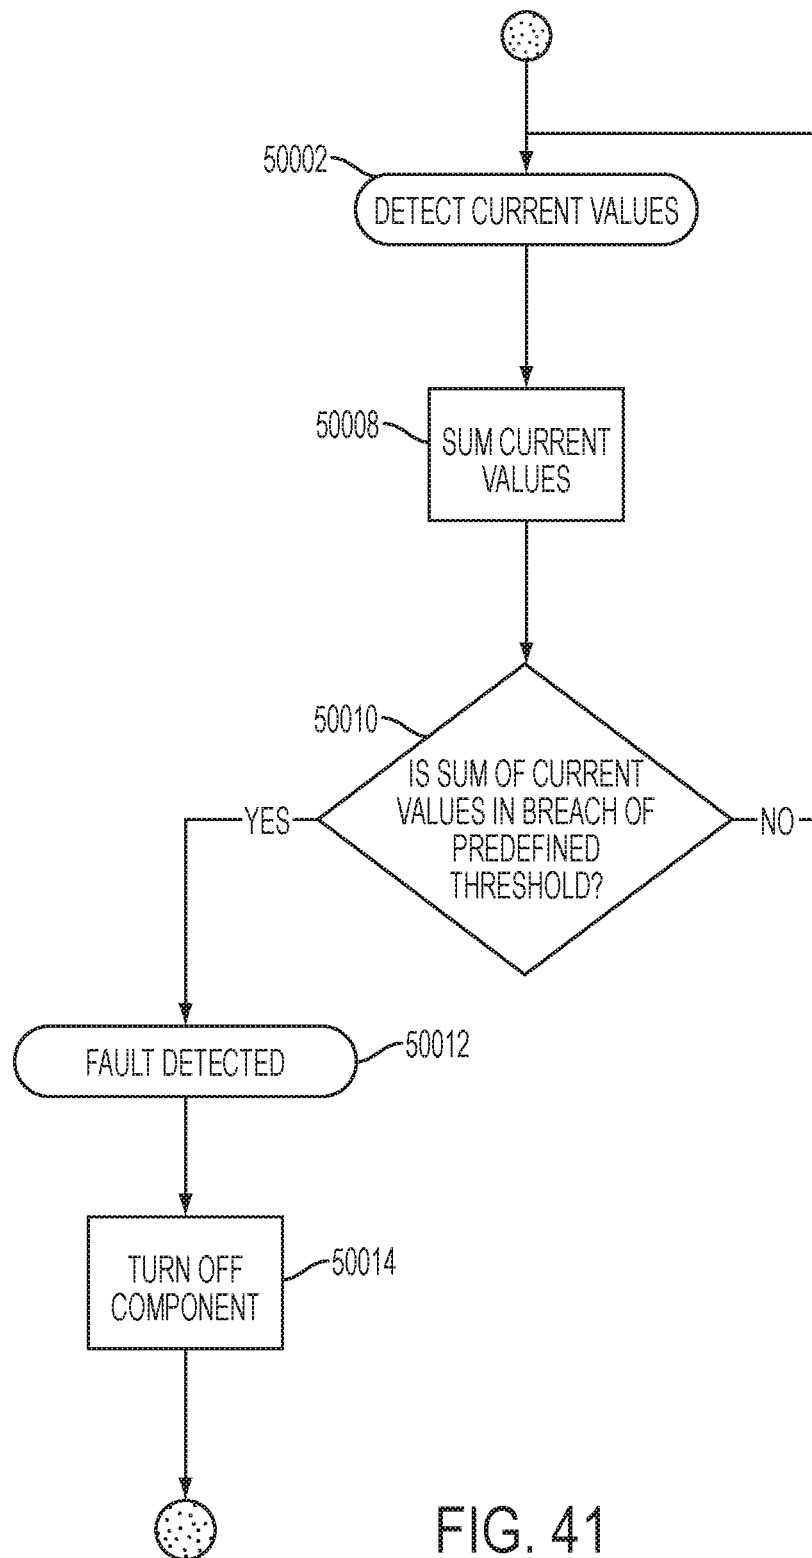 50002
DETECT CURRENT VALUES
50008
SUM CURRENT
VALUES
50010
IS SUM OF CURRENT
VALUES IN BREACH OF
PREDEFINED
THRESHOLD?
YES
NO
FAULT DETECTED
50012
TURN OFF
COMPONENT
50014
FIG. 41